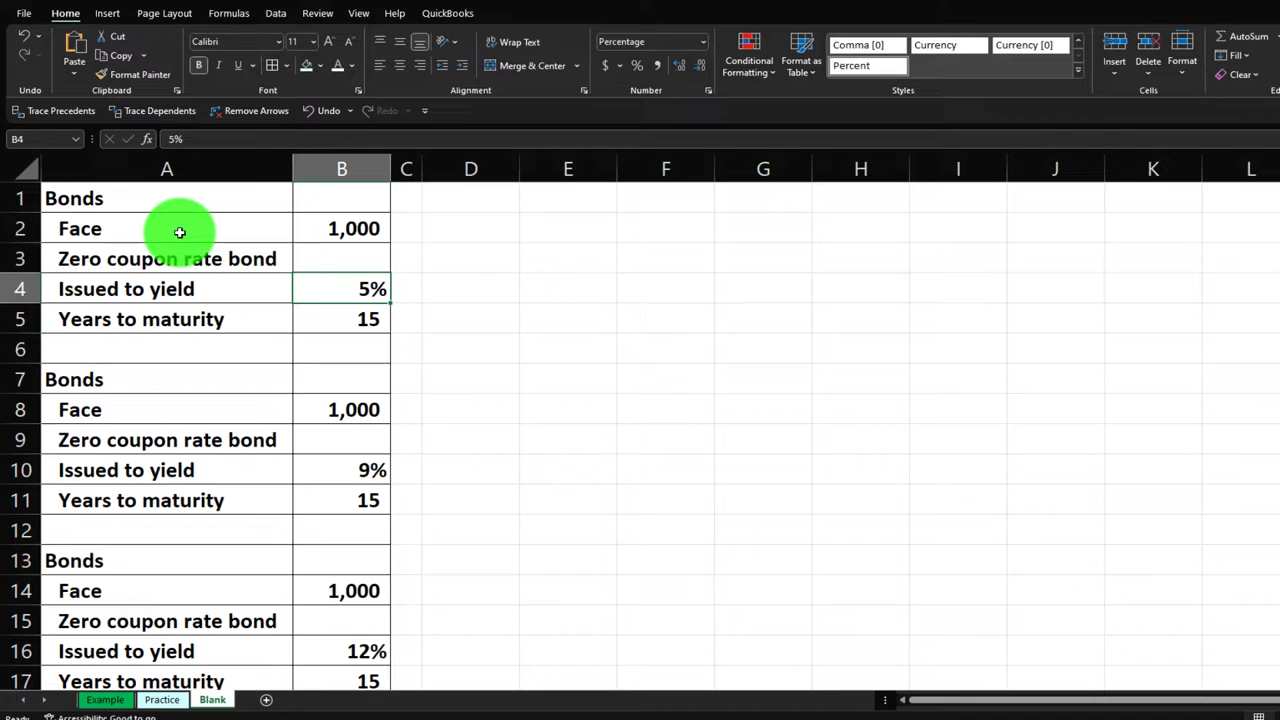 File Home Insert Page Layout Formulas Data Review View Help QuickBooks
Cut
Copy
Format Painter
Paste
Undo Clipboard Font Alignment Number Styles Cells
Calibri 11
Wrap Text
Merge & Center
Percentage
Conditional Formatting
Format as Table
Comma [0] Currency Currency [0]
Percent
Insert Delete Format
AutoSum
Fill
Clear
Trace Precedents Trace Dependents Remove Arrows Undo Redo
B4 fx 5%
A B C D E F G H I J K L
1 Bonds
2 Face 1,000
3 Zero coupon rate bond
4 Issued to yield 5%
5 Years to maturity 15
6
7 Bonds
8 Face 1,000
9 Zero coupon rate bond
10 Issued to yield 9%
11 Years to maturity 15
12
13 Bonds
14 Face 1,000
15 Zero coupon rate bond
16 Issued to yield 12%
17 Years to maturity 15
Example Practice Blank
Ready Accessibility: Good to go